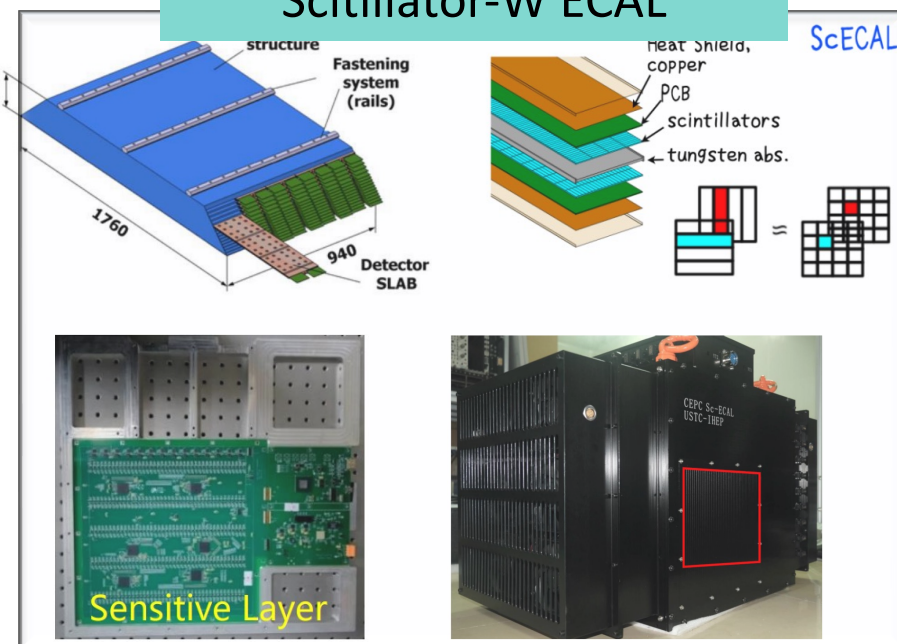 Scitillator-W ECAL
structure
Fastening
system
(rails)
1760
940
Detector
SLAB
ScECAL
Heat Shield,
copper
PCB
scintillators
tungsten abs.
≈
Sensitive Layer
CEPC Sc-ECAL
USTC-IHEP